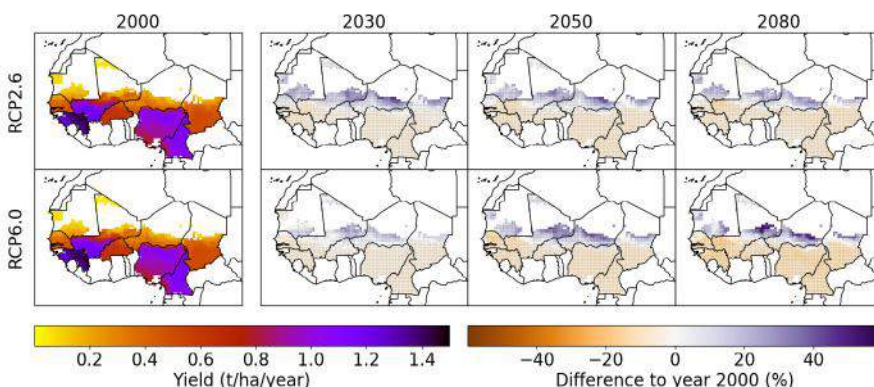 2000 2030 2050 2080
RCP2.6
RCP6.0
0.2 0.4 0.6 0.8 1.0 1.2 1.4 −40 −20 0 20 40
Yield (t/ha/year) Difference to year 2000 (%)